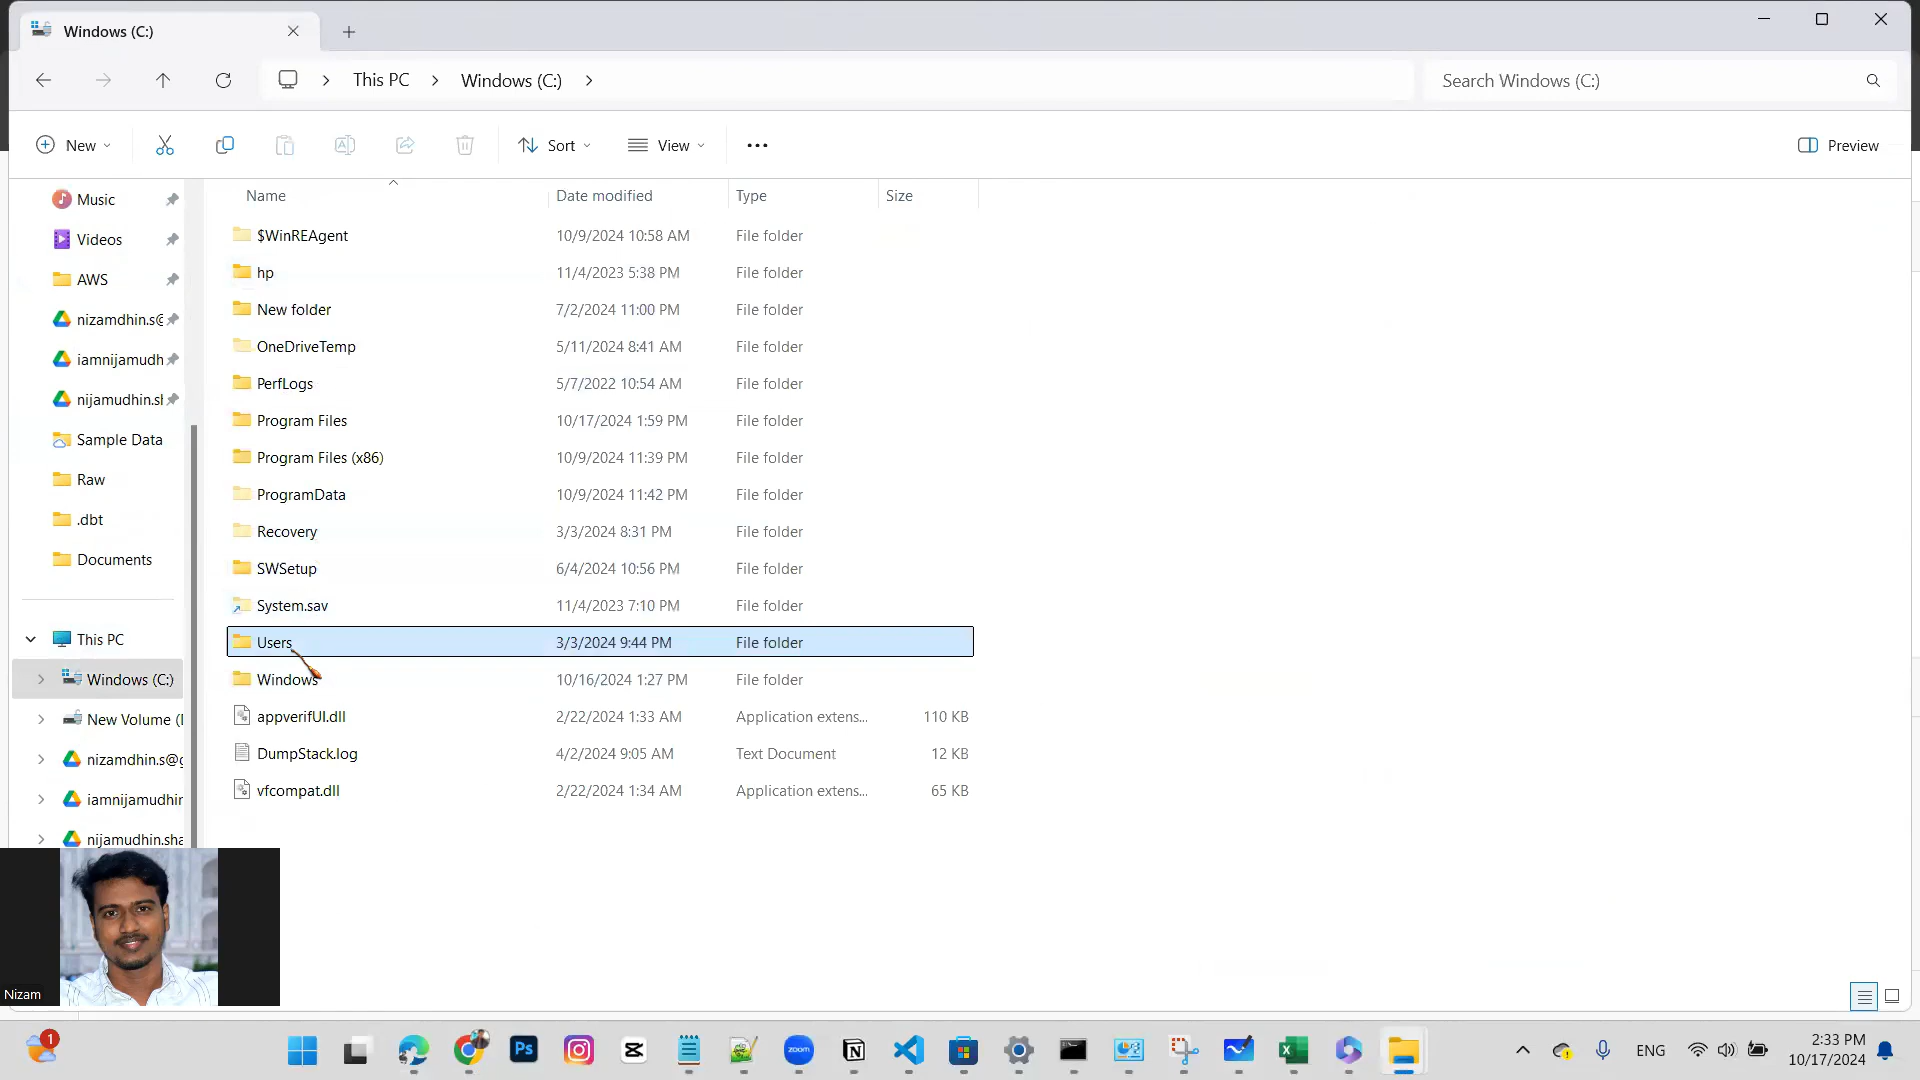 Windows (C:)
This PC
Windows (C:)
Search Windows (C:)
New
Sort
View
Preview
Name
Date modified
Type
Size
Music
Videos
AWS
nizamdhin.s@
iamnijamudh
nijamudhin.sl
Sample Data
Raw
.dbt
Documents
This PC
Windows (C:)
New Volume (
nizamdhin.s@g
iamnijamudhin
nijamudhin.sha
$WinREAgent 10/9/2024 10:58 AM File folder
hp 11/4/2023 5:38 PM File folder
New folder 7/2/2024 11:00 PM File folder
OneDriveTemp 5/11/2024 8:41 AM File folder
PerfLogs 5/7/2022 10:54 AM File folder
Program Files 10/17/2024 1:59 PM File folder
Program Files (x86) 10/9/2024 11:39 PM File folder
ProgramData 10/9/2024 11:42 PM File folder
Recovery 3/3/2024 8:31 PM File folder
SWSetup 6/4/2024 10:56 PM File folder
System.sav 11/4/2023 7:10 PM File folder
Users 3/3/2024 9:44 PM File folder
Windows 10/16/2024 1:27 PM File folder
appverifUI.dll 2/22/2024 1:33 AM Application extens... 110 KB
DumpStack.log 4/2/2024 9:05 AM Text Document 12 KB
vfcompat.dll 2/22/2024 1:34 AM Application extens... 65 KB
Nizam
1
Ps
zoom
ENG
2:33 PM
10/17/2024